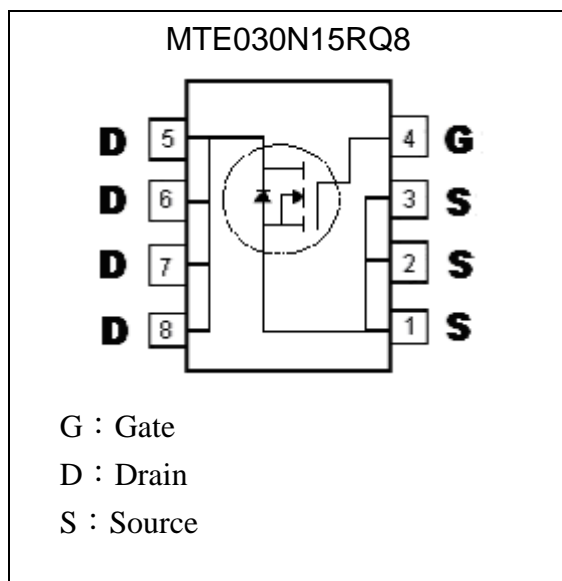 MTE030N15RQ8
D 5 4 G
D 6 3 S
D 7 2 S
D 8 1 S
G：Gate
D：Drain
S：Source